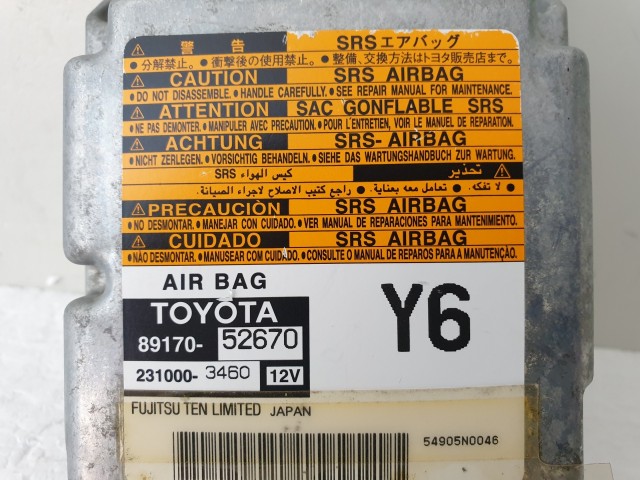 警 告 SRSエアバッグ
●分解禁止。 ●衝撃後の使用禁止。 ●整備、交換方法はトヨタ販売店まで。
CAUTION SRS AIRBAG
●DO NOT DISASSEMBLE. ●HANDLE CAREFULLY. ●SEE REPAIR MANUAL FOR MAINTENANCE.
ATTENTION SAC GONFLABLE SRS
●NE PAS DEMONTER. ●MANIPULER AVEC PRECAUTION. ●POUR L'ENTRETIEN, VOIR LE MANUEL DE REPARATION.
ACHTUNG SRS-AIRBAG
●NICHT ZERLEGEN. ●VORSICHTIG BEHANDELN. ●SIEHE DAS WARTUNGSHANDBUCH ZUR WARTUNG.
تحذير كيس الهواء SRS
● لا تفكه. ● تعامل معه بعناية. ● راجع كتيب الاصلاح لاجراء الصيانة.
PRECAUCIÓN SRS AIRBAG
●NO DESMONTAR. ●MANEJAR CON CUIDADO. ●VER MANUAL DE REPARACIONES PARA MANTENIMIENTO.
CUIDADO SRS AIRBAG
●NÃO DESMONTAR. ●MANUSEAR COM CUIDADO. ●CONSULTE O MANUAL DE REPAROS PARA A MANUTENÇÃO.
AIR BAG
TOYOTA
89170-52670
231000-3460 12V
Y6
FUJITSU TEN LIMITED JAPAN
54905N0046